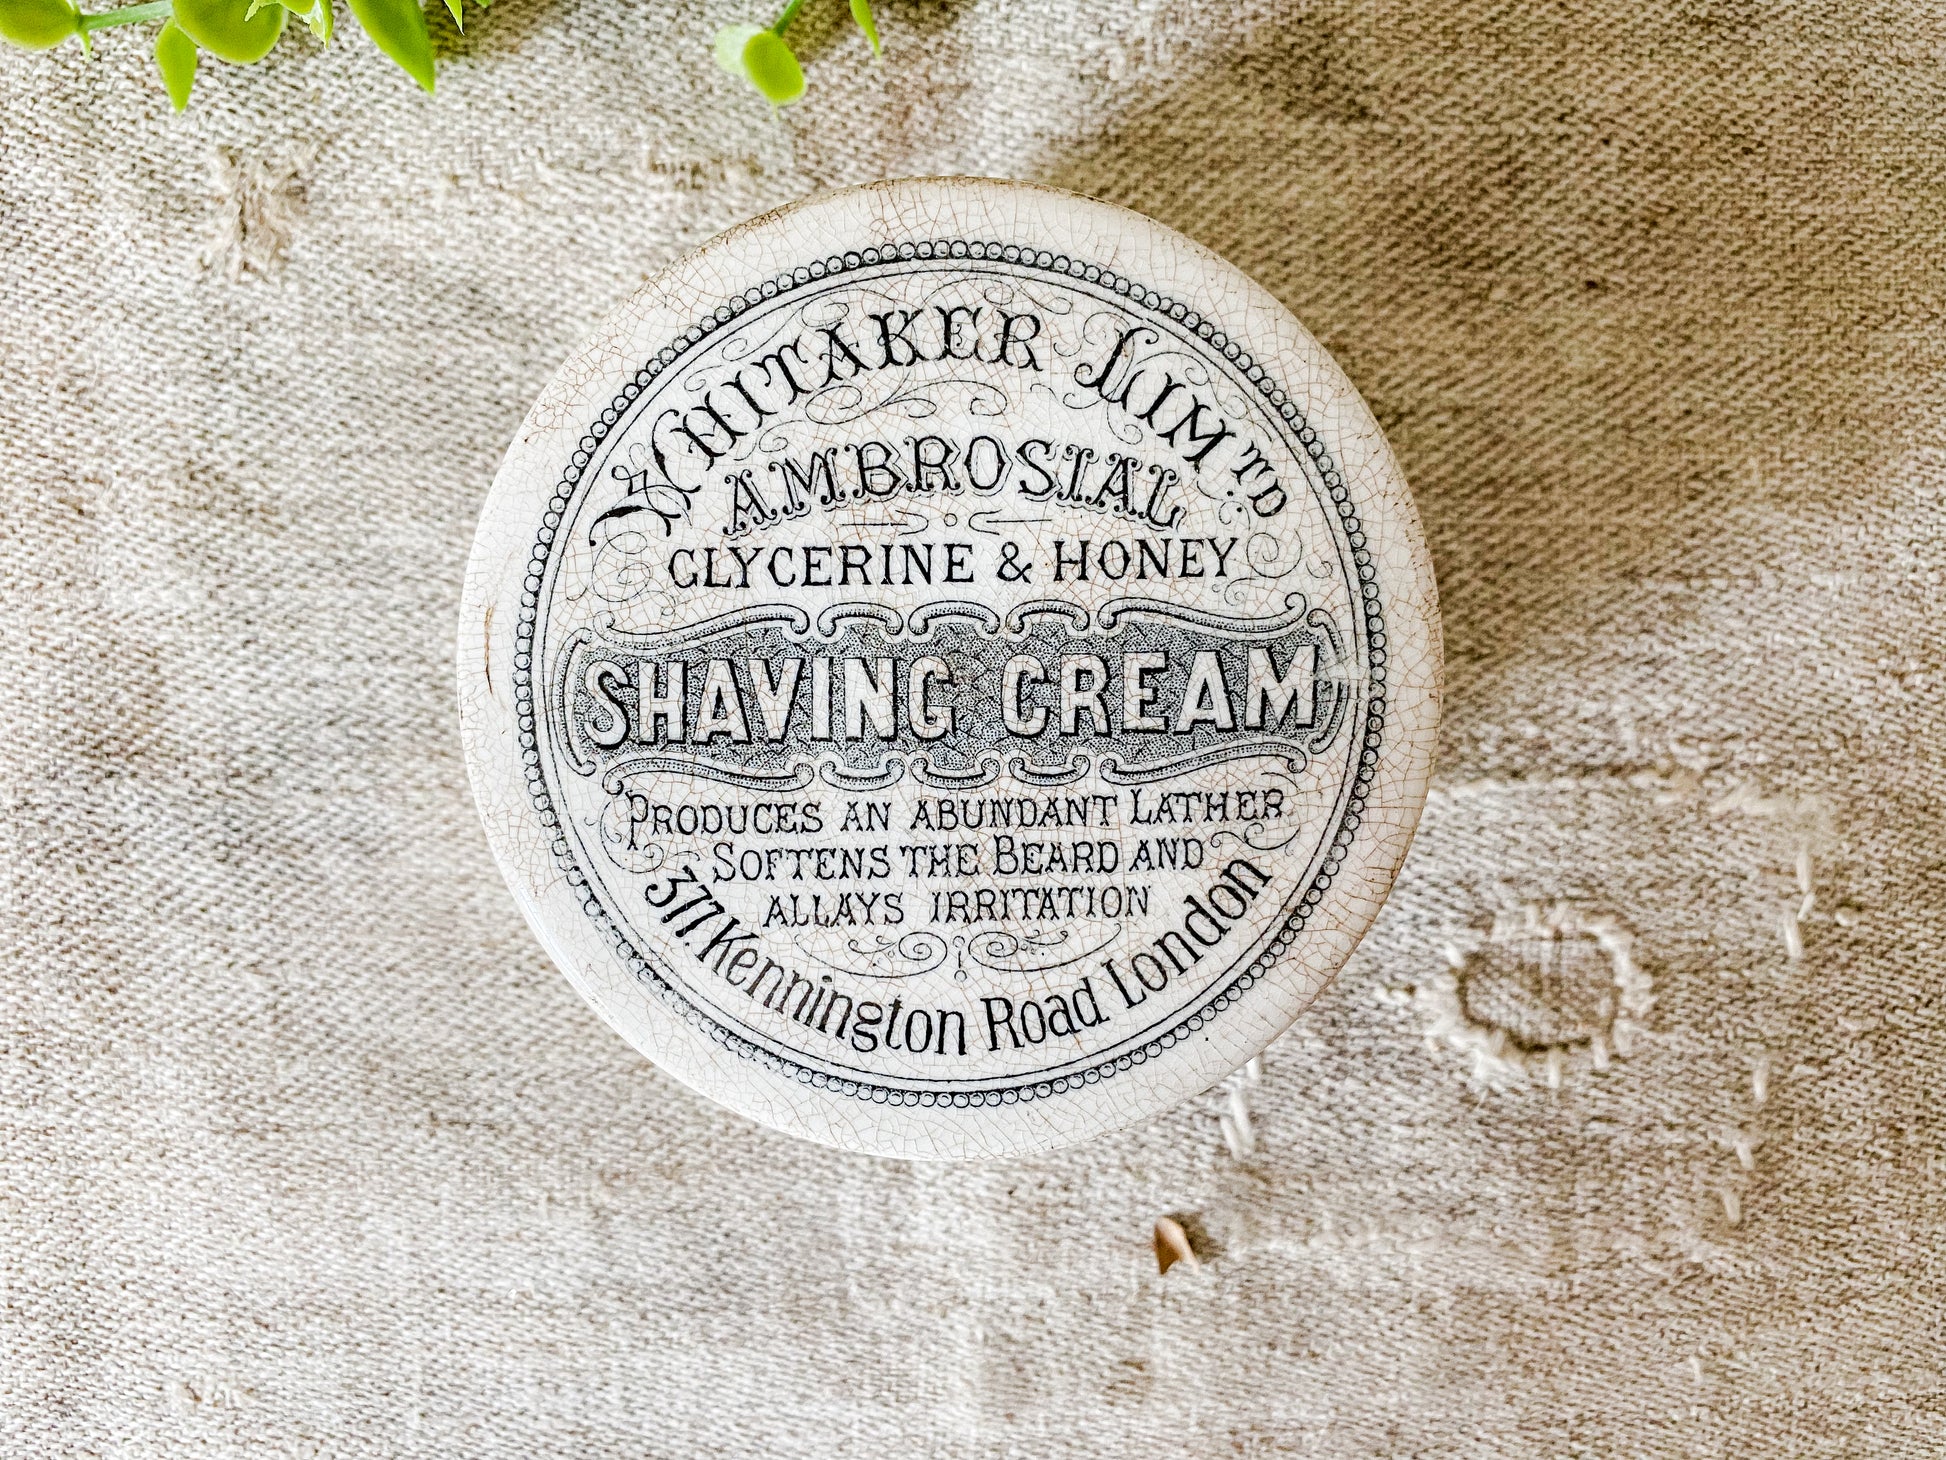 WHITAKER LIMTD
AMBROSIAL
GLYCERINE & HONEY
SHAVING CREAM
PRODUCES AN ABUNDANT LATHER
SOFTENS THE BEARD AND
ALLAYS IRRITATION
377. Kennington Road London